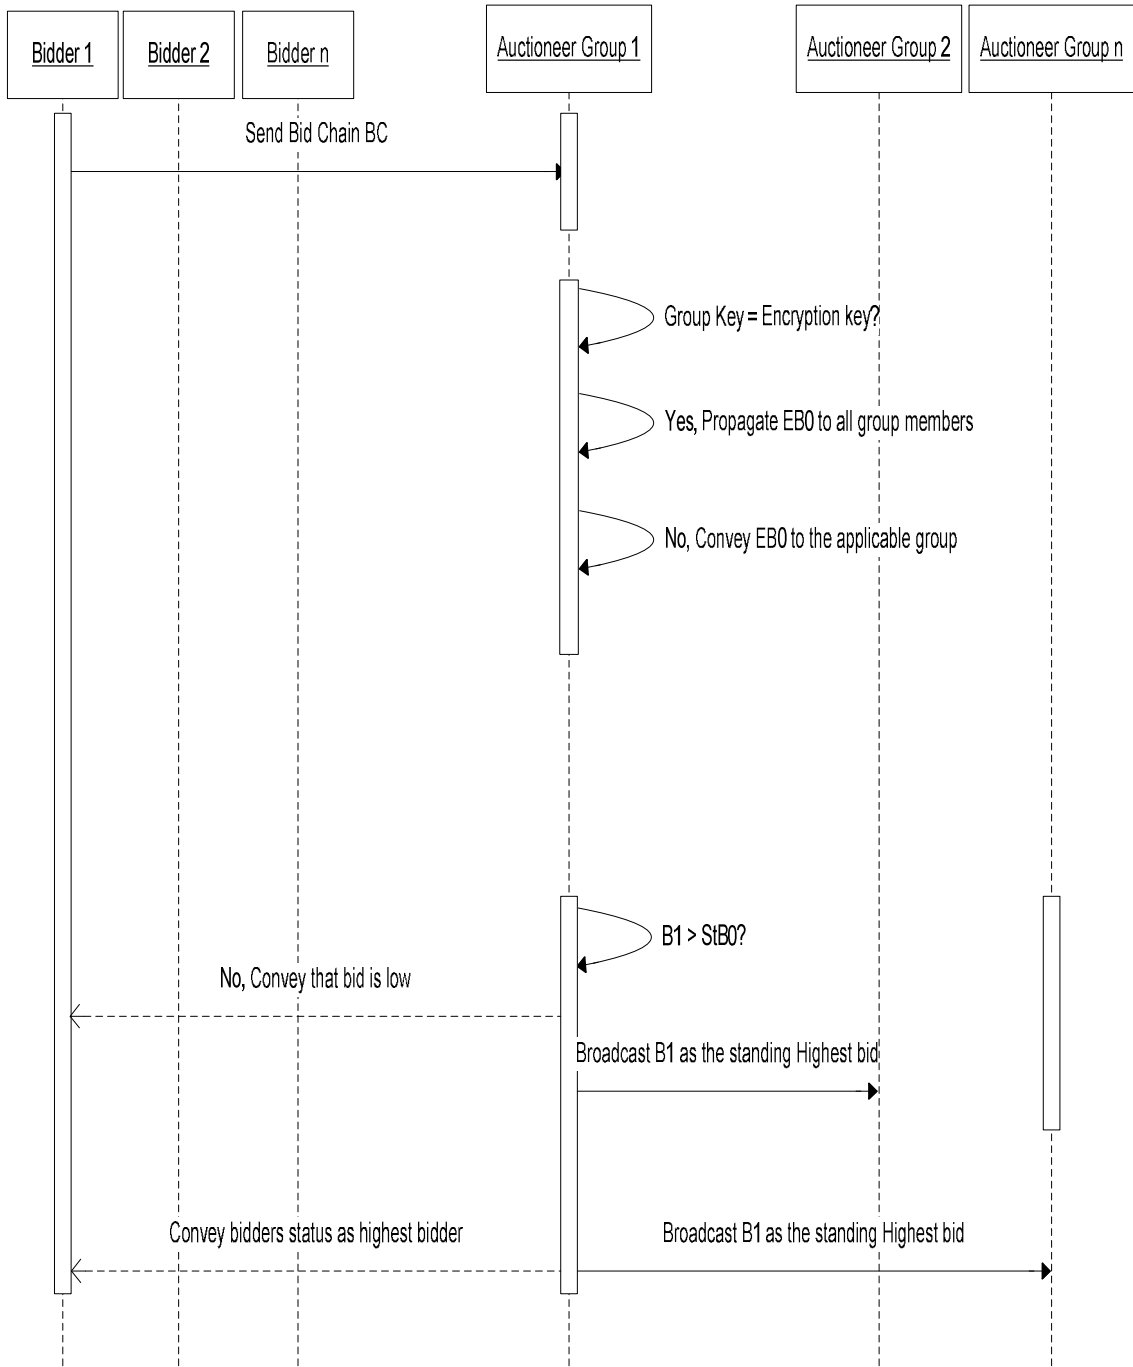 Bidder 1
Bidder 2
Bidder n
Auctioneer Group 1
Auctioneer Group 2
Auctioneer Group n
Send Bid Chain BC
Group Key = Encryption key?
Yes, Propagate EB0 to all group members
No, Convey EB0 to the applicable group
B1 > StB0?
No, Convey that bid is low
Broadcast B1 as the standing Highest bid
Convey bidders status as highest bidder
Broadcast B1 as the standing Highest bid